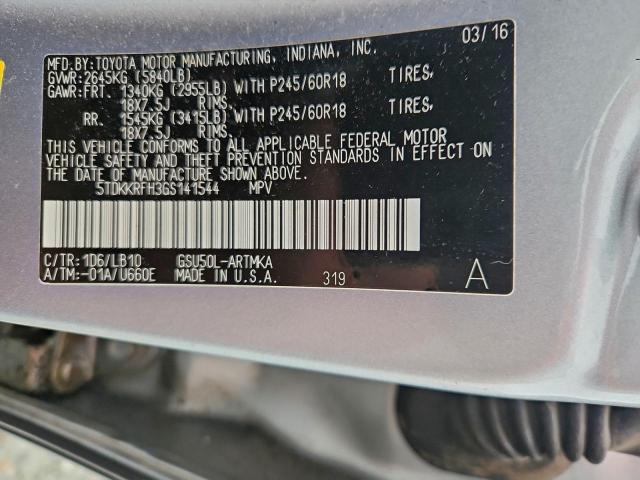 MFD.BY:TOYOTA MOTOR MANUFACTURING, INDIANA, INC. 03/16
GVWR:2645KG (5840LB)
GAWR:FRT. 1340KG (2955LB) WITH P245/60R18 TIRES,
18X7.5J RIMS,
RR. 1545KG (3415LB) WITH P245/60R18 TIRES,
18X7.5J RIMS,
THIS VEHICLE CONFORMS TO ALL APPLICABLE FEDERAL MOTOR
VEHICLE SAFETY AND THEFT PREVENTION STANDARDS IN EFFECT ON
THE DATE OF MANUFACTURE SHOWN ABOVE.
5TDKKRFH3GS141544 MPV
C/TR:1D6/LB10 GSU50L-ARTMKA
A/TM:-01A/U660E MADE IN U.S.A. 319 A